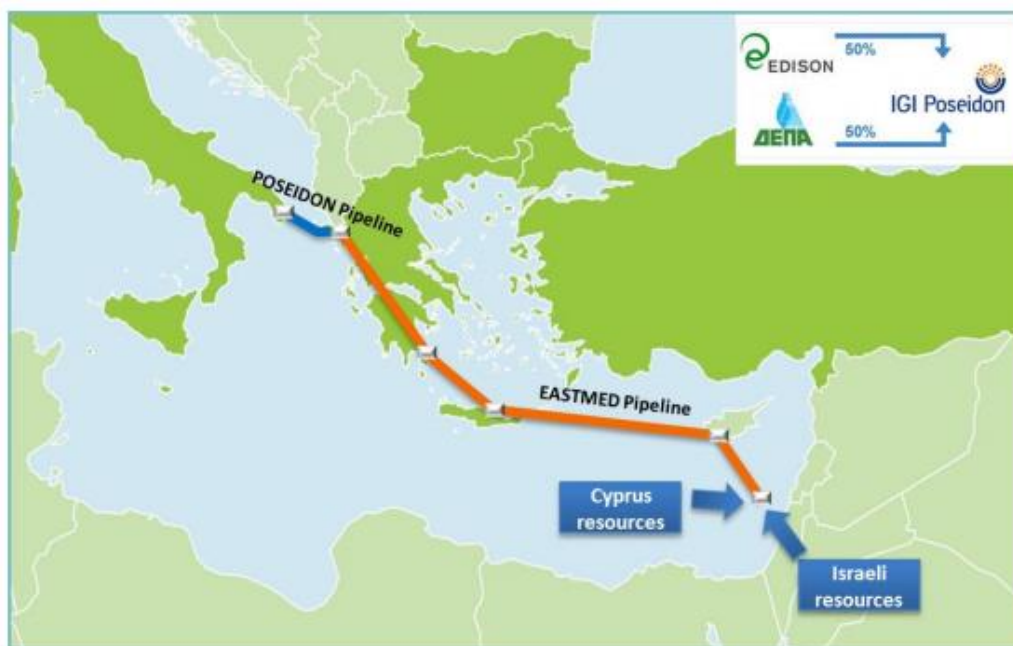 EDISON
50%
IGI Poseidon
ΔΕΠΑ
50%
POSEIDON Pipeline
EASTMED Pipeline
Cyprus
resources
Israeli
resources